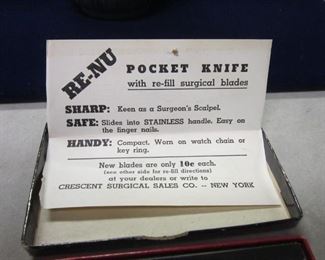 RE-NU
POCKET KNIFE
with re-fill surgical blades
SHARP: Keen as a Surgeon's Scalpel.
SAFE: Slides into STAINLESS handle. Easy on
the finger nails.
HANDY: Compact. Worn on watch chain or
key ring.
New blades are only 10c each.
(see other side for re-fill directions)
at your dealers or write to
CRESCENT SURGICAL SALES CO. -- NEW YORK